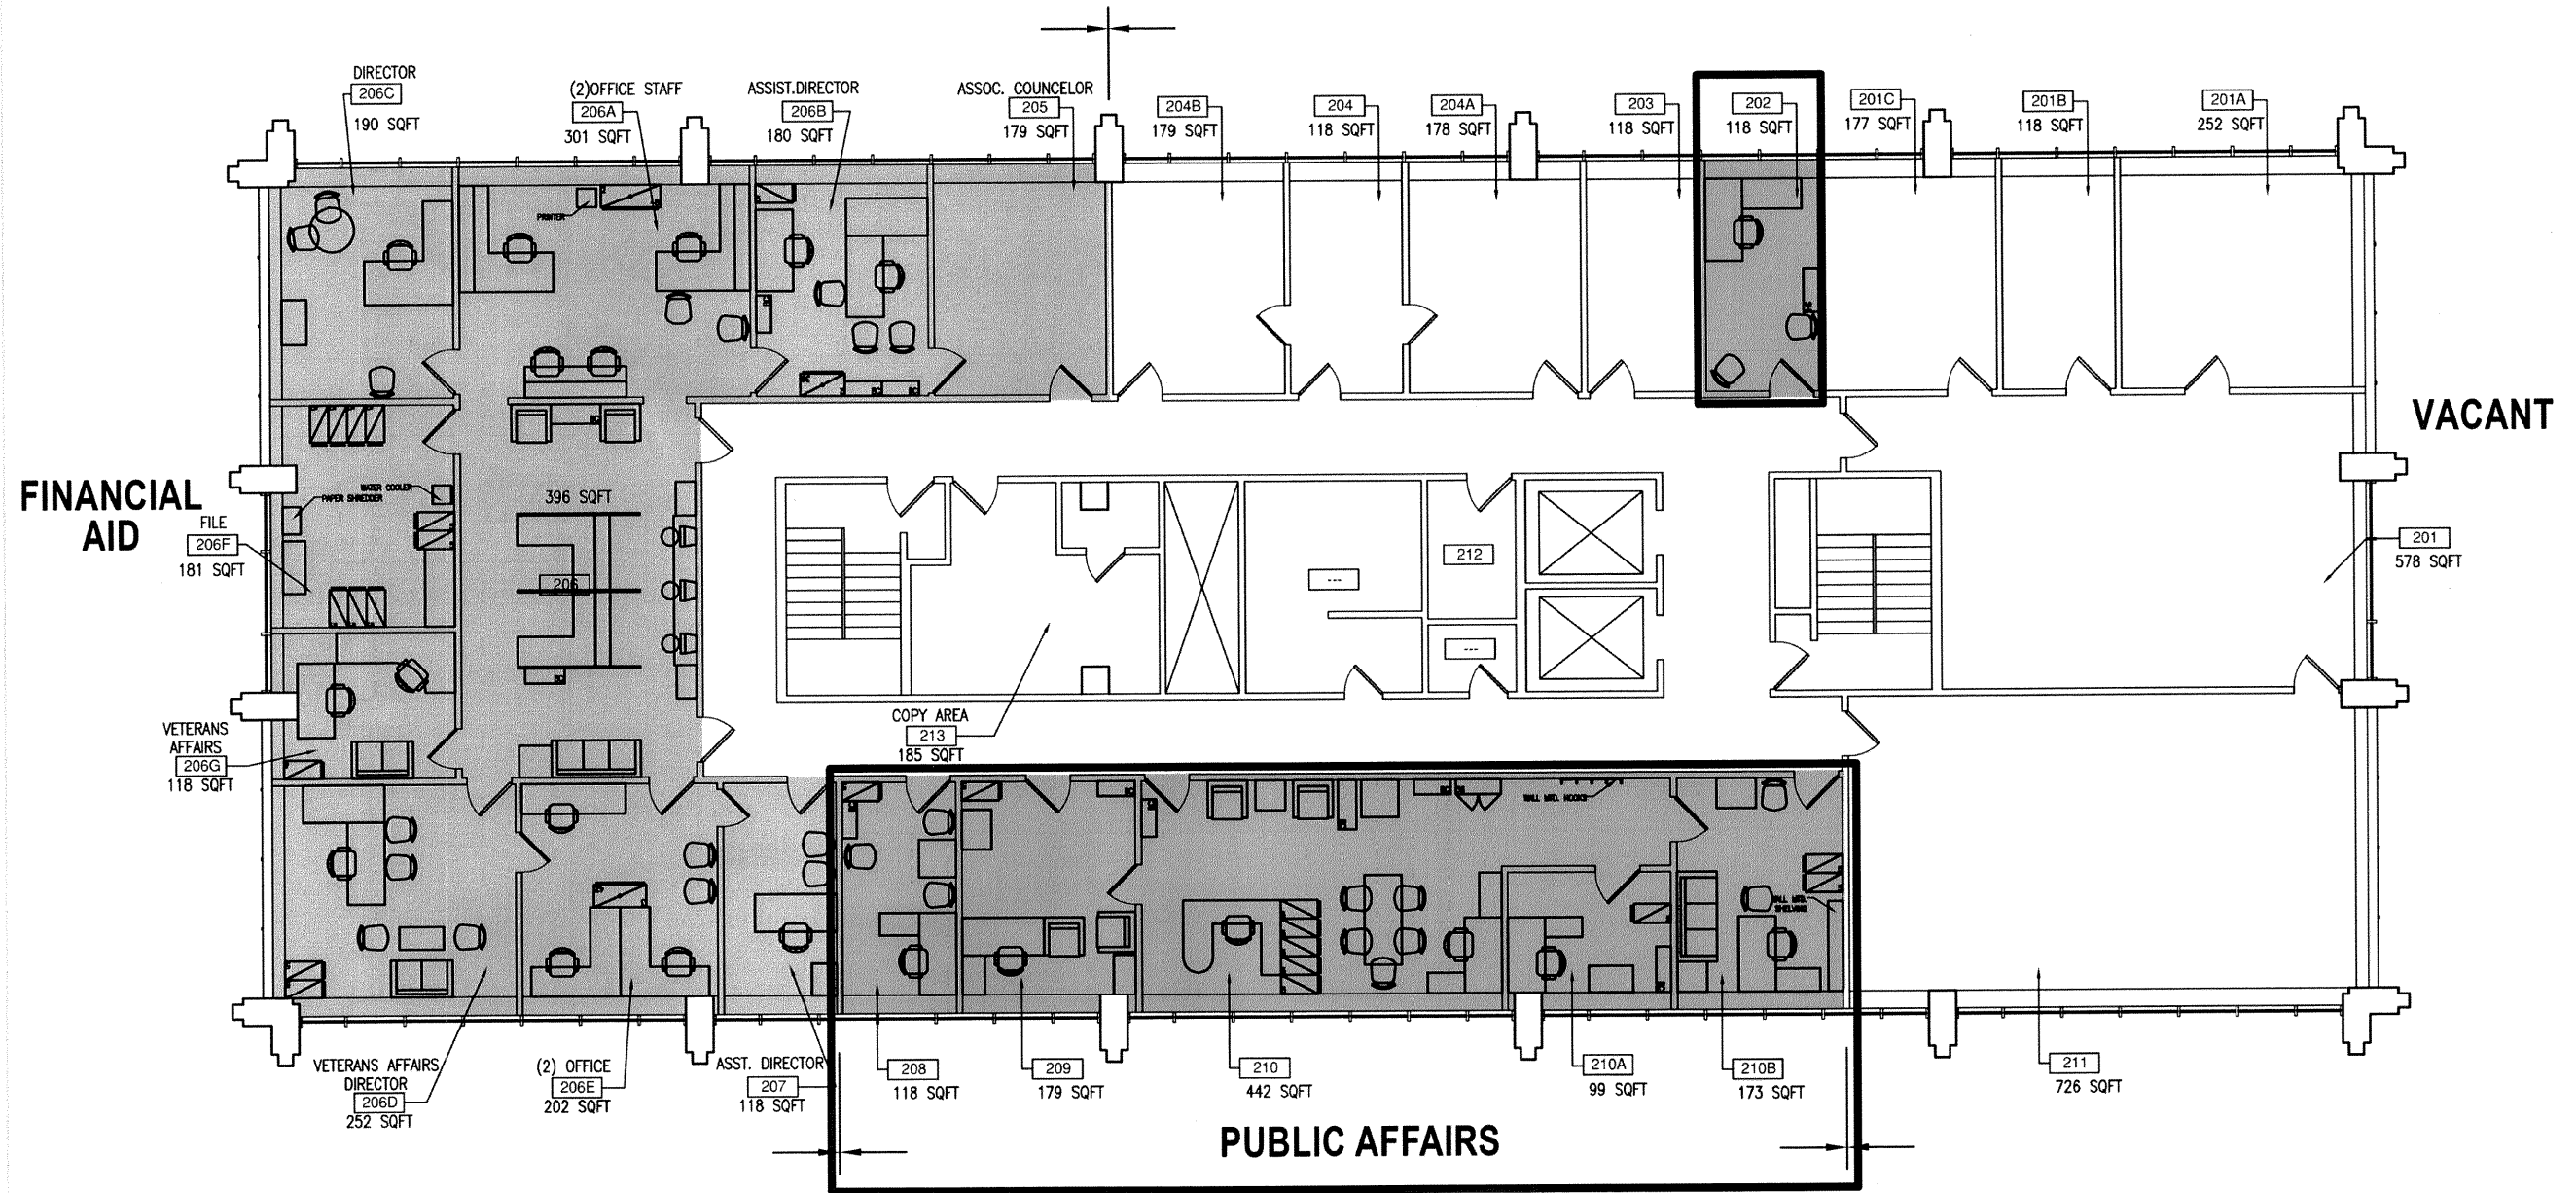 DIRECTOR
206C
190 SQFT
(2)OFFICE STAFF
206A
301 SQFT
ASSIST.DIRECTOR
206B
180 SQFT
ASSOC. COUNCELOR
205
179 SQFT
204B
179 SQFT
204
118 SQFT
204A
178 SQFT
203
118 SQFT
202
118 SQFT
201C
177 SQFT
201B
118 SQFT
201A
252 SQFT
PRINTER
VACANT
FINANCIAL
AID
FILE
206F
181 SQFT
WATER COOLER
PAPER SHREDDER
396 SQFT
206
---
212
---
201
578 SQFT
COPY AREA
213
185 SQFT
VETERANS
AFFAIRS
206G
118 SQFT
WALL MTD. HOOKS
WALL MTD.
SHELVING
VETERANS AFFAIRS
DIRECTOR
206D
252 SQFT
(2) OFFICE
206E
202 SQFT
ASST. DIRECTOR
207
118 SQFT
208
118 SQFT
209
179 SQFT
210
442 SQFT
210A
99 SQFT
210B
173 SQFT
211
726 SQFT
PUBLIC AFFAIRS